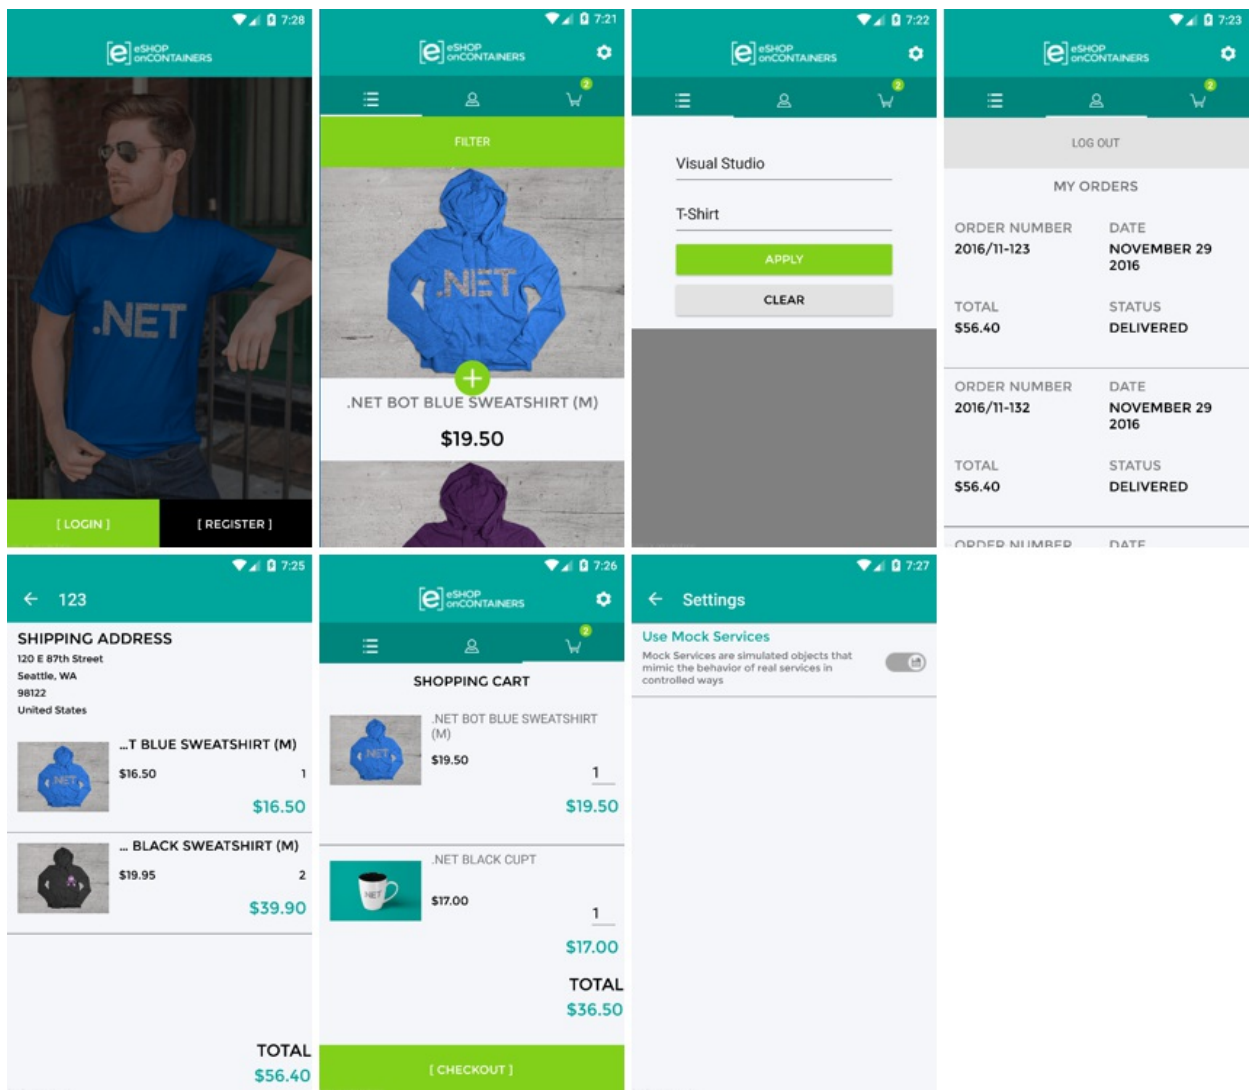 7:28
[e] eSHOP
onCONTAINERS
.NET
[ LOGIN ]
[ REGISTER ]
7:21
[e] eSHOP
onCONTAINERS
2
FILTER
.NET
.NET BOT BLUE SWEATSHIRT (M)
$19.50
7:22
[e] eSHOP
onCONTAINERS
2
Visual Studio
T-Shirt
APPLY
CLEAR
7:23
[e] eSHOP
onCONTAINERS
2
LOG OUT
MY ORDERS
ORDER NUMBER DATE
2016/11-123 NOVEMBER 29
2016
TOTAL STATUS
$56.40 DELIVERED
ORDER NUMBER DATE
2016/11-132 NOVEMBER 29
2016
TOTAL STATUS
$56.40 DELIVERED
ORDER NUMBER DATE
7:25
123
SHIPPING ADDRESS
120 E 87th Street
Seattle, WA
98122
United States
.NET
...T BLUE SWEATSHIRT (M)
$16.50 1
$16.50
... BLACK SWEATSHIRT (M)
$19.95 2
$39.90
TOTAL
$56.40
7:26
[e] eSHOP
onCONTAINERS
2
SHOPPING CART
.NET
.NET BOT BLUE SWEATSHIRT
(M)
$19.50
1
$19.50
.NET
.NET BLACK CUPT
$17.00
1
$17.00
TOTAL
$36.50
[ CHECKOUT ]
7:27
Settings
Use Mock Services
Mock Services are simulated objects that
mimic the behavior of real services in
controlled ways